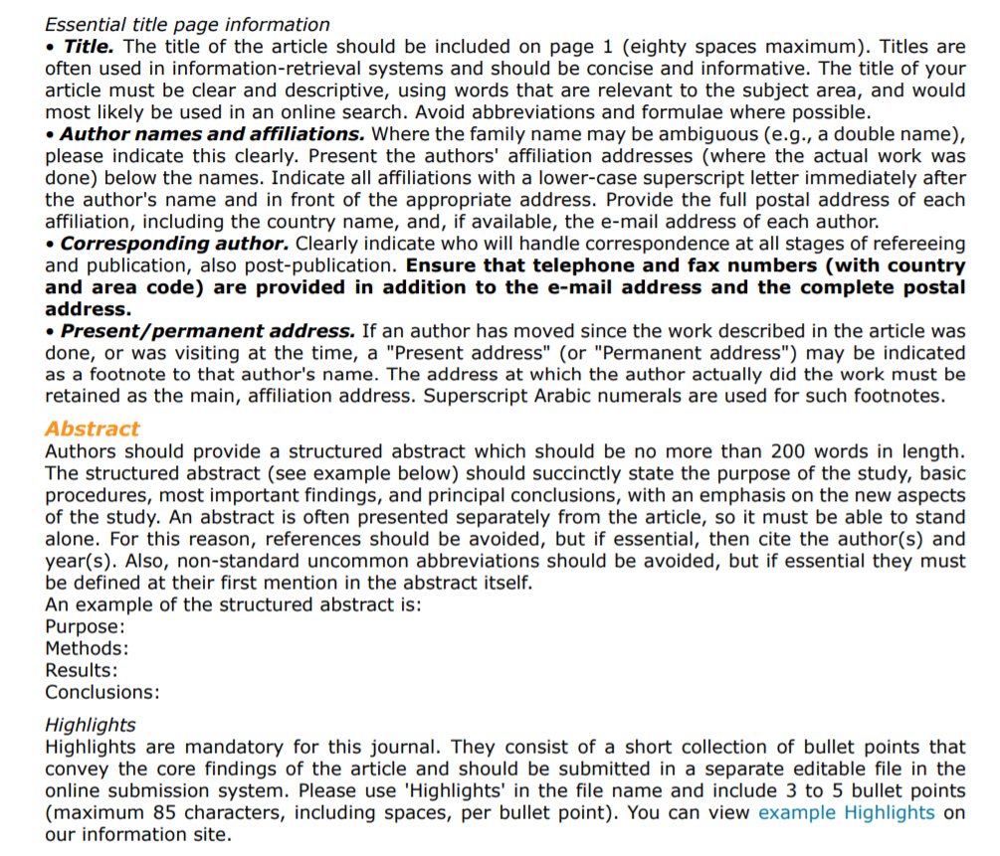 Essential title page information
• Title. The title of the article should be included on page 1 (eighty spaces maximum). Titles are
often used in information-retrieval systems and should be concise and informative. The title of your
article must be clear and descriptive, using words that are relevant to the subject area, and would
most likely be used in an online search. Avoid abbreviations and formulae where possible.
• Author names and affiliations. Where the family name may be ambiguous (e.g., a double name),
please indicate this clearly. Present the authors' affiliation addresses (where the actual work was
done) below the names. Indicate all affiliations with a lower-case superscript letter immediately after
the author's name and in front of the appropriate address. Provide the full postal address of each
affiliation, including the country name, and, if available, the e-mail address of each author.
• Corresponding author. Clearly indicate who will handle correspondence at all stages of refereeing
and publication, also post-publication. Ensure that telephone and fax numbers (with country
and area code) are provided in addition to the e-mail address and the complete postal
address.
• Present/permanent address. If an author has moved since the work described in the article was
done, or was visiting at the time, a "Present address" (or "Permanent address") may be indicated
as a footnote to that author's name. The address at which the author actually did the work must be
retained as the main, affiliation address. Superscript Arabic numerals are used for such footnotes.
Abstract
Authors should provide a structured abstract which should be no more than 200 words in length.
The structured abstract (see example below) should succinctly state the purpose of the study, basic
procedures, most important findings, and principal conclusions, with an emphasis on the new aspects
of the study. An abstract is often presented separately from the article, so it must be able to stand
alone. For this reason, references should be avoided, but if essential, then cite the author(s) and
year(s). Also, non-standard uncommon abbreviations should be avoided, but if essential they must
be defined at their first mention in the abstract itself.
An example of the structured abstract is:
Purpose:
Methods:
Results:
Conclusions:
Highlights
Highlights are mandatory for this journal. They consist of a short collection of bullet points that
convey the core findings of the article and should be submitted in a separate editable file in the
online submission system. Please use 'Highlights' in the file name and include 3 to 5 bullet points
(maximum 85 characters, including spaces, per bullet point). You can view example Highlights on
our information site.